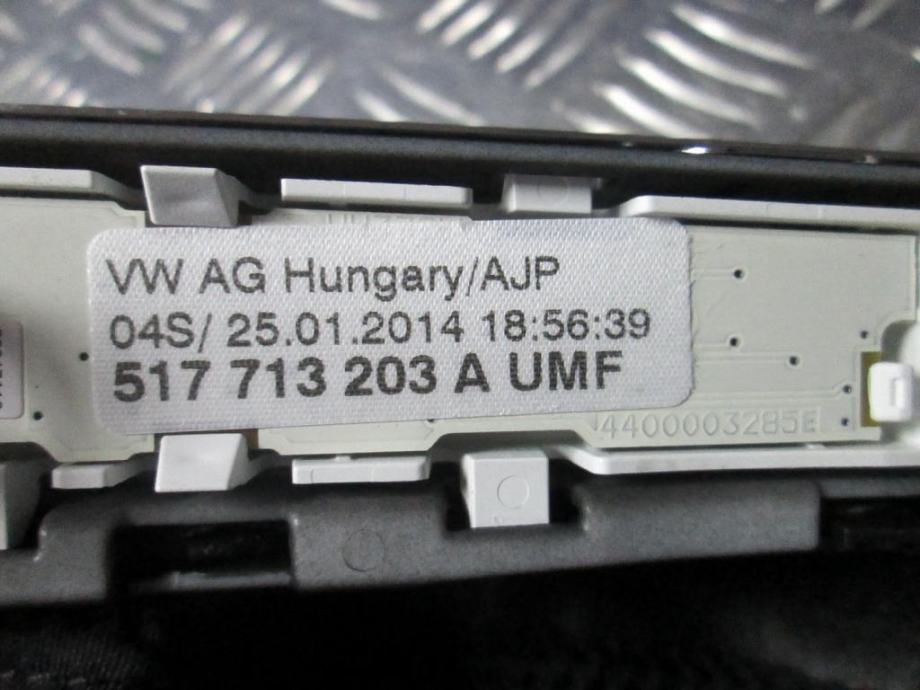 VW AG Hungary/AJP
04S/ 25.01.2014 18:56:39
517 713 203 A UMF
4400003285E